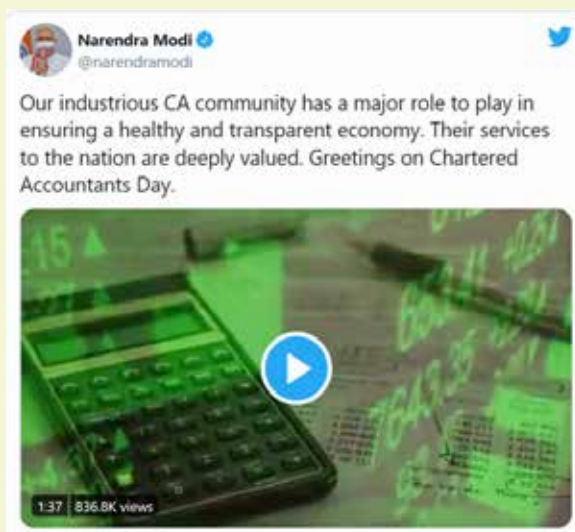 Narendra Modi
@narendramodi
Our industrious CA community has a major role to play in
ensuring a healthy and transparent economy. Their services
to the nation are deeply valued. Greetings on Chartered
Accountants Day.
1:37 836.8K views